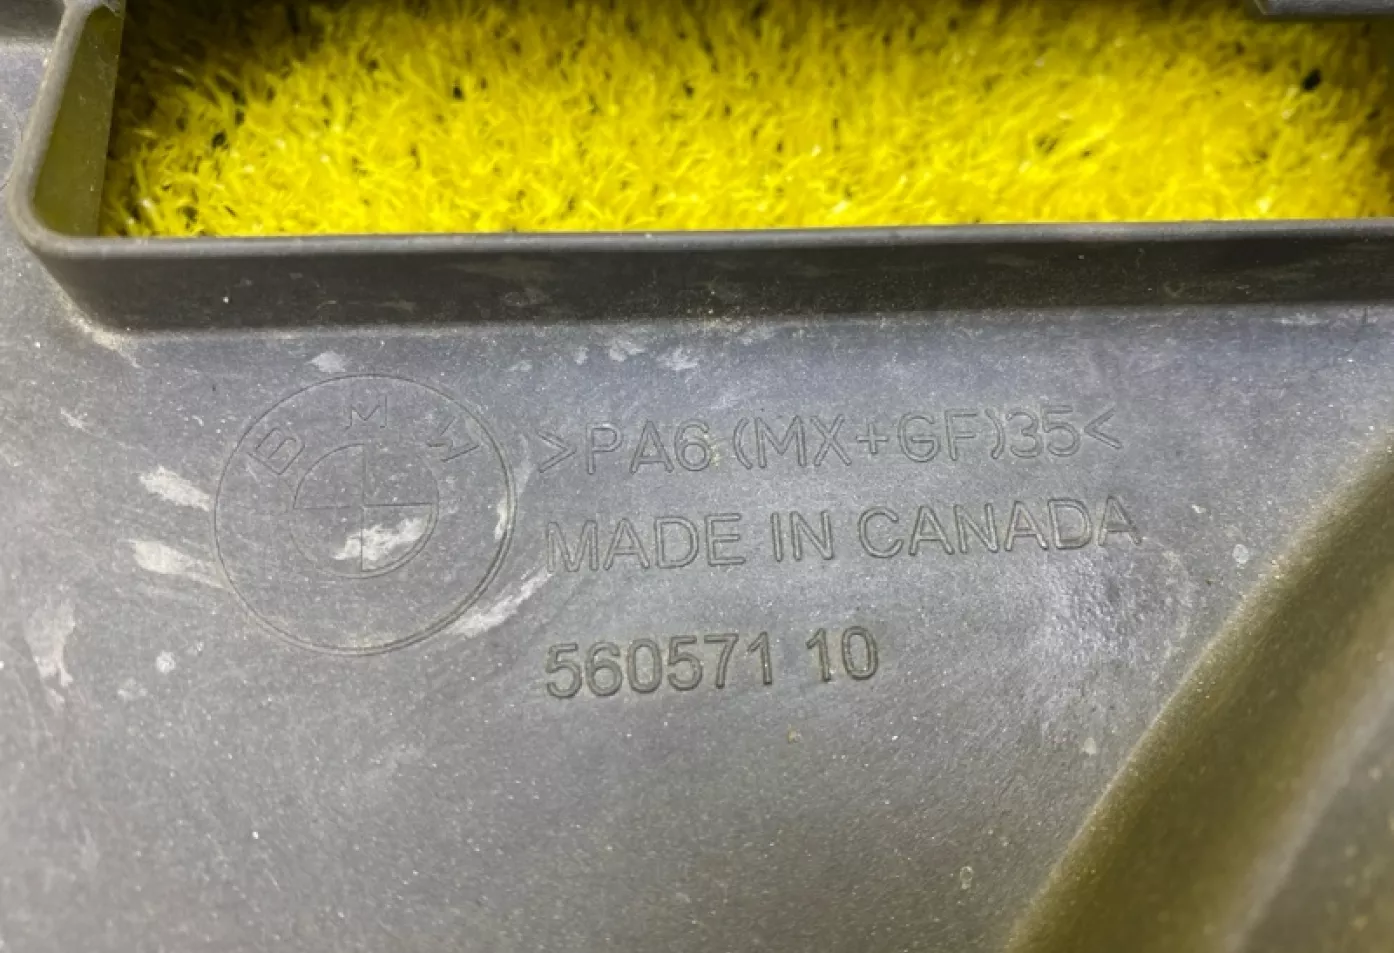 BMW
>PA6 (MX+GF)35<
MADE IN CANADA
560571 10